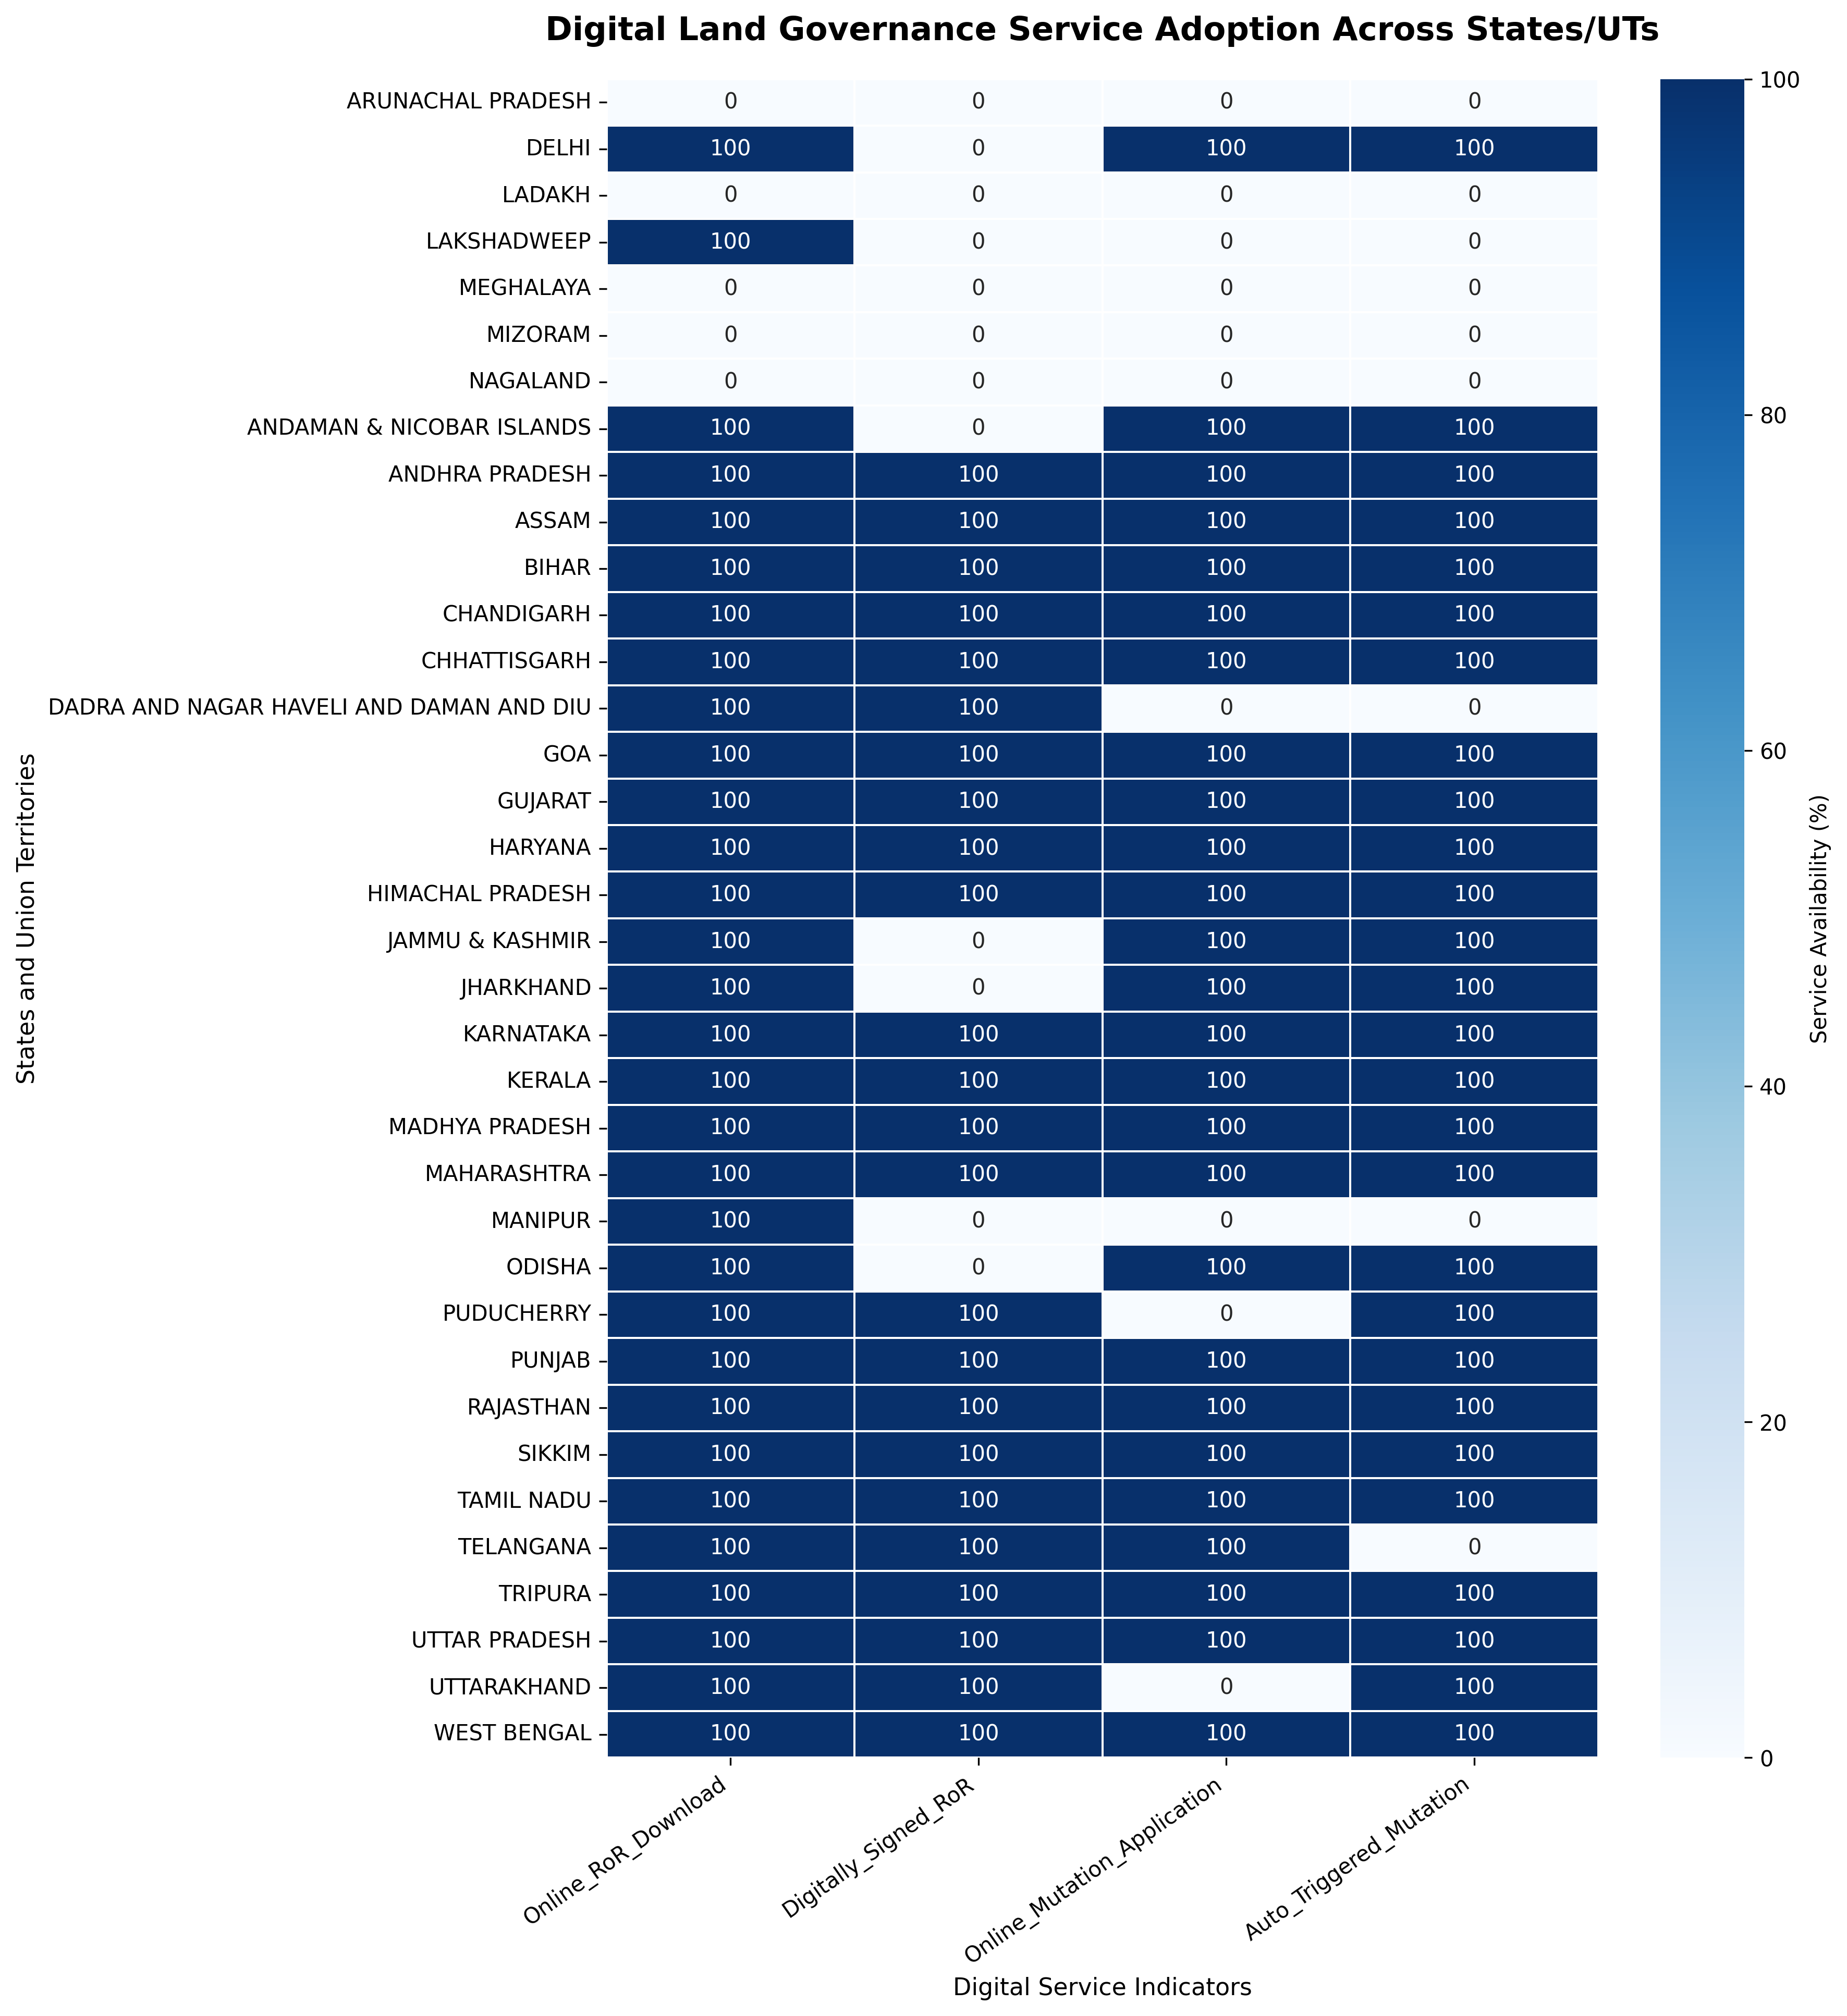 Digital Land Governance Service Adoption Across States/UTs
ARUNACHAL PRADESH 0 0 0 0
DELHI 100 0 100 100
LADAKH 0 0 0 0
LAKSHADWEEP 100 0 0 0
MEGHALAYA 0 0 0 0
MIZORAM 0 0 0 0
NAGALAND 0 0 0 0
ANDAMAN & NICOBAR ISLANDS 100 0 100 100
ANDHRA PRADESH 100 100 100 100
ASSAM 100 100 100 100
BIHAR 100 100 100 100
CHANDIGARH 100 100 100 100
CHHATTISGARH 100 100 100 100
DADRA AND NAGAR HAVELI AND DAMAN AND DIU 100 100 0 0
GOA 100 100 100 100
GUJARAT 100 100 100 100
HARYANA 100 100 100 100
HIMACHAL PRADESH 100 100 100 100
JAMMU & KASHMIR 100 0 100 100
JHARKHAND 100 0 100 100
KARNATAKA 100 100 100 100
KERALA 100 100 100 100
MADHYA PRADESH 100 100 100 100
MAHARASHTRA 100 100 100 100
MANIPUR 100 0 0 0
ODISHA 100 0 100 100
PUDUCHERRY 100 100 0 100
PUNJAB 100 100 100 100
RAJASTHAN 100 100 100 100
SIKKIM 100 100 100 100
TAMIL NADU 100 100 100 100
TELANGANA 100 100 100 0
TRIPURA 100 100 100 100
UTTAR PRADESH 100 100 100 100
UTTARAKHAND 100 100 0 100
WEST BENGAL 100 100 100 100
Online_RoR_Download
Digitally_Signed_RoR
Online_Mutation_Application
Auto_Triggered_Mutation
Digital Service Indicators
States and Union Territories
100
80
60
40
20
0
Service Availability (%)